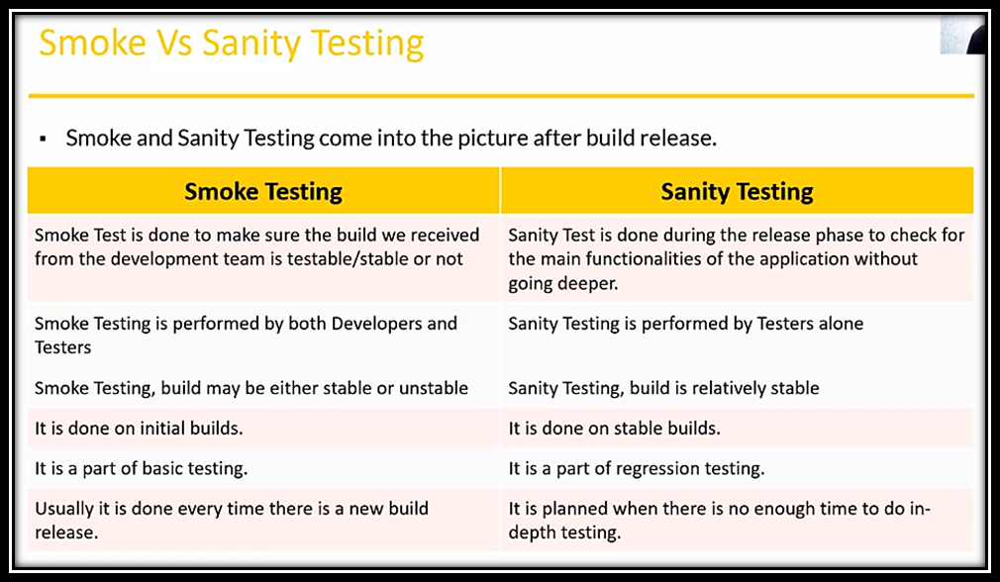 Smoke Vs Sanity Testing
▪ Smoke and Sanity Testing come into the picture after build release.
Smoke Testing
Sanity Testing
Smoke Test is done to make sure the build we received
from the development team is testable/stable or not
Sanity Test is done during the release phase to check for
the main functionalities of the application without
going deeper.
Smoke Testing is performed by both Developers and
Testers
Sanity Testing is performed by Testers alone
Smoke Testing, build may be either stable or unstable
Sanity Testing, build is relatively stable
It is done on initial builds.
It is done on stable builds.
It is a part of basic testing.
It is a part of regression testing.
Usually it is done every time there is a new build
release.
It is planned when there is no enough time to do in-
depth testing.